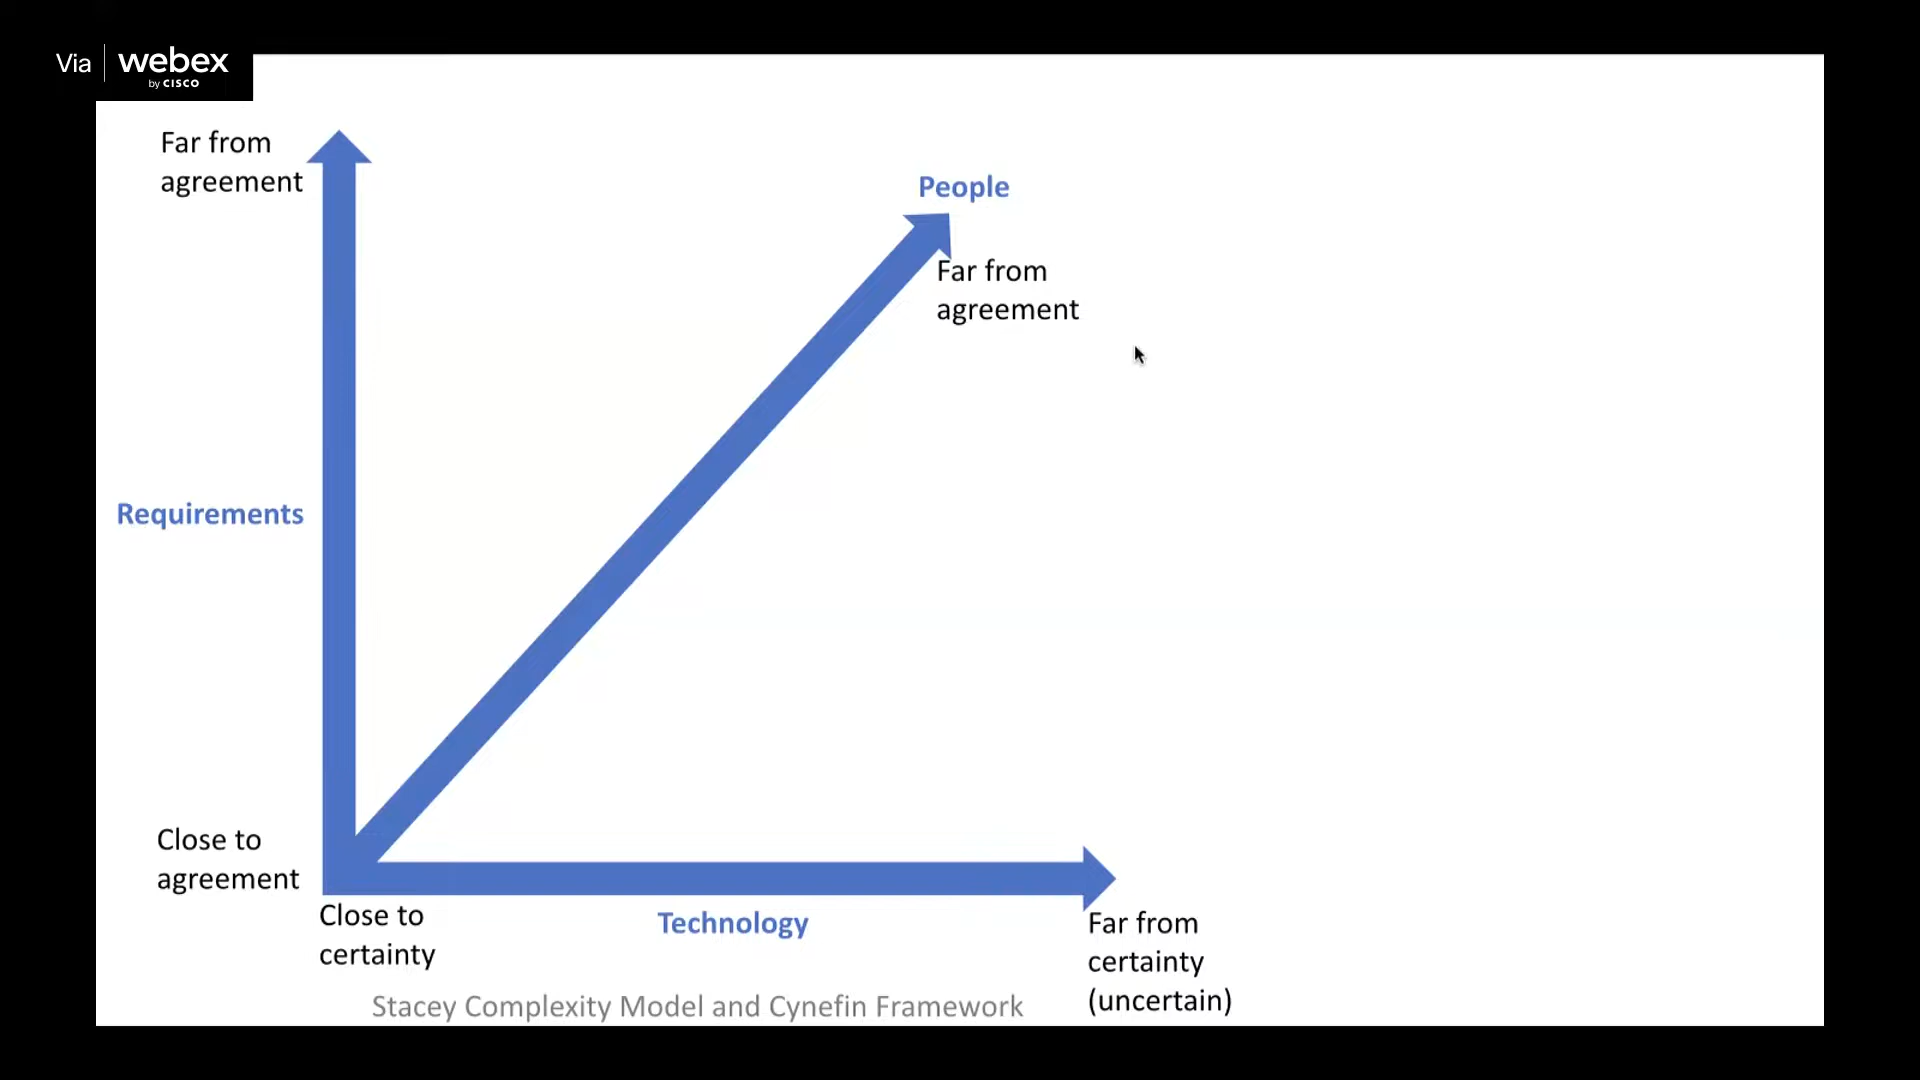 Via webex
by CISCO
Far from
agreement
People
Far from
agreement
Requirements
Close to
agreement
Close to
certainty
Technology
Far from
certainty
(uncertain)
Stacey Complexity Model and Cynefin Framework